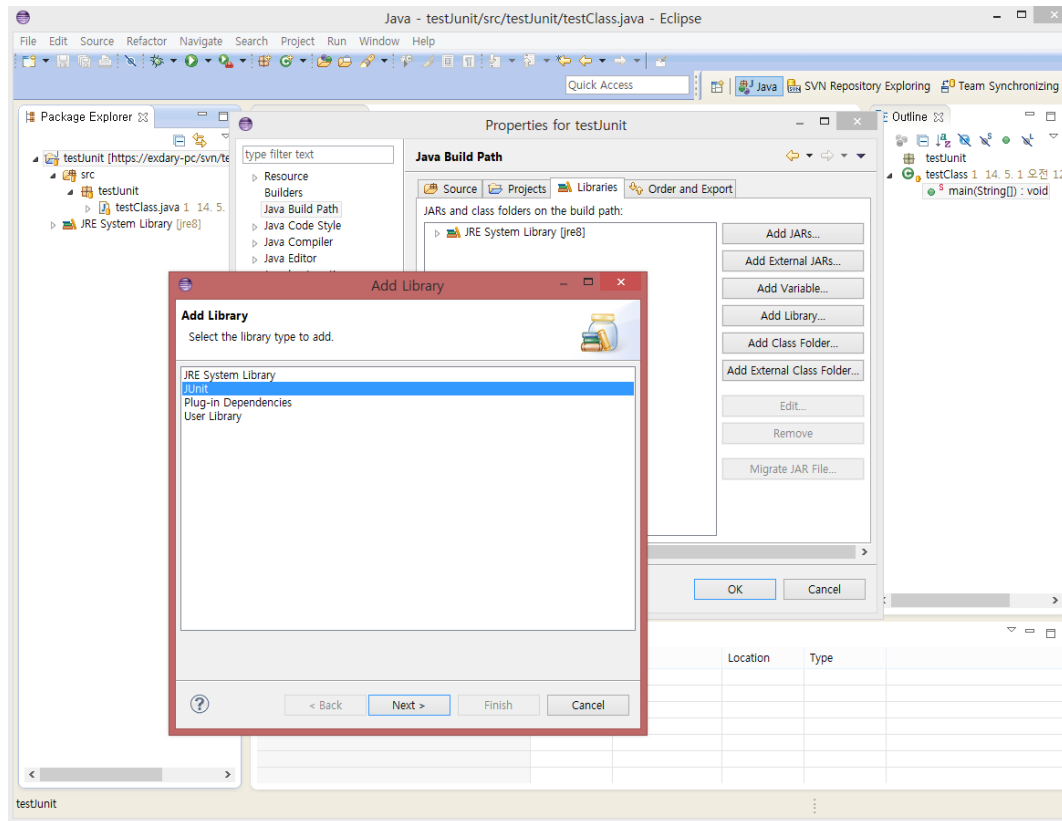 Java - testJunit/src/testJunit/testClass.java - Eclipse
File Edit Source Refactor Navigate Search Project Run Window Help
Quick Access
Java
SVN Repository Exploring
Team Synchronizing
Package Explorer
testJunit [https://exdary-pc/svn/te
src
testJunit
testClass.java 1 14. 5.
JRE System Library [jre8]
Properties for testJunit
type filter text
Resource
Builders
Java Build Path
Java Code Style
Java Compiler
Java Editor
Java Build Path
Source
Projects
Libraries
Order and Export
JARs and class folders on the build path:
JRE System Library [jre8]
Add JARs...
Add External JARs...
Add Variable...
Add Library...
Add Class Folder...
Add External Class Folder...
Edit...
Remove
Migrate JAR File...
OK
Cancel
Outline
testJunit
testClass 1 14. 5. 1 오전 12
main(String[]) : void
Add Library
Add Library
Select the library type to add.
JRE System Library
JUnit
Plug-in Dependencies
User Library
< Back
Next >
Finish
Cancel
Location
Type
testJunit